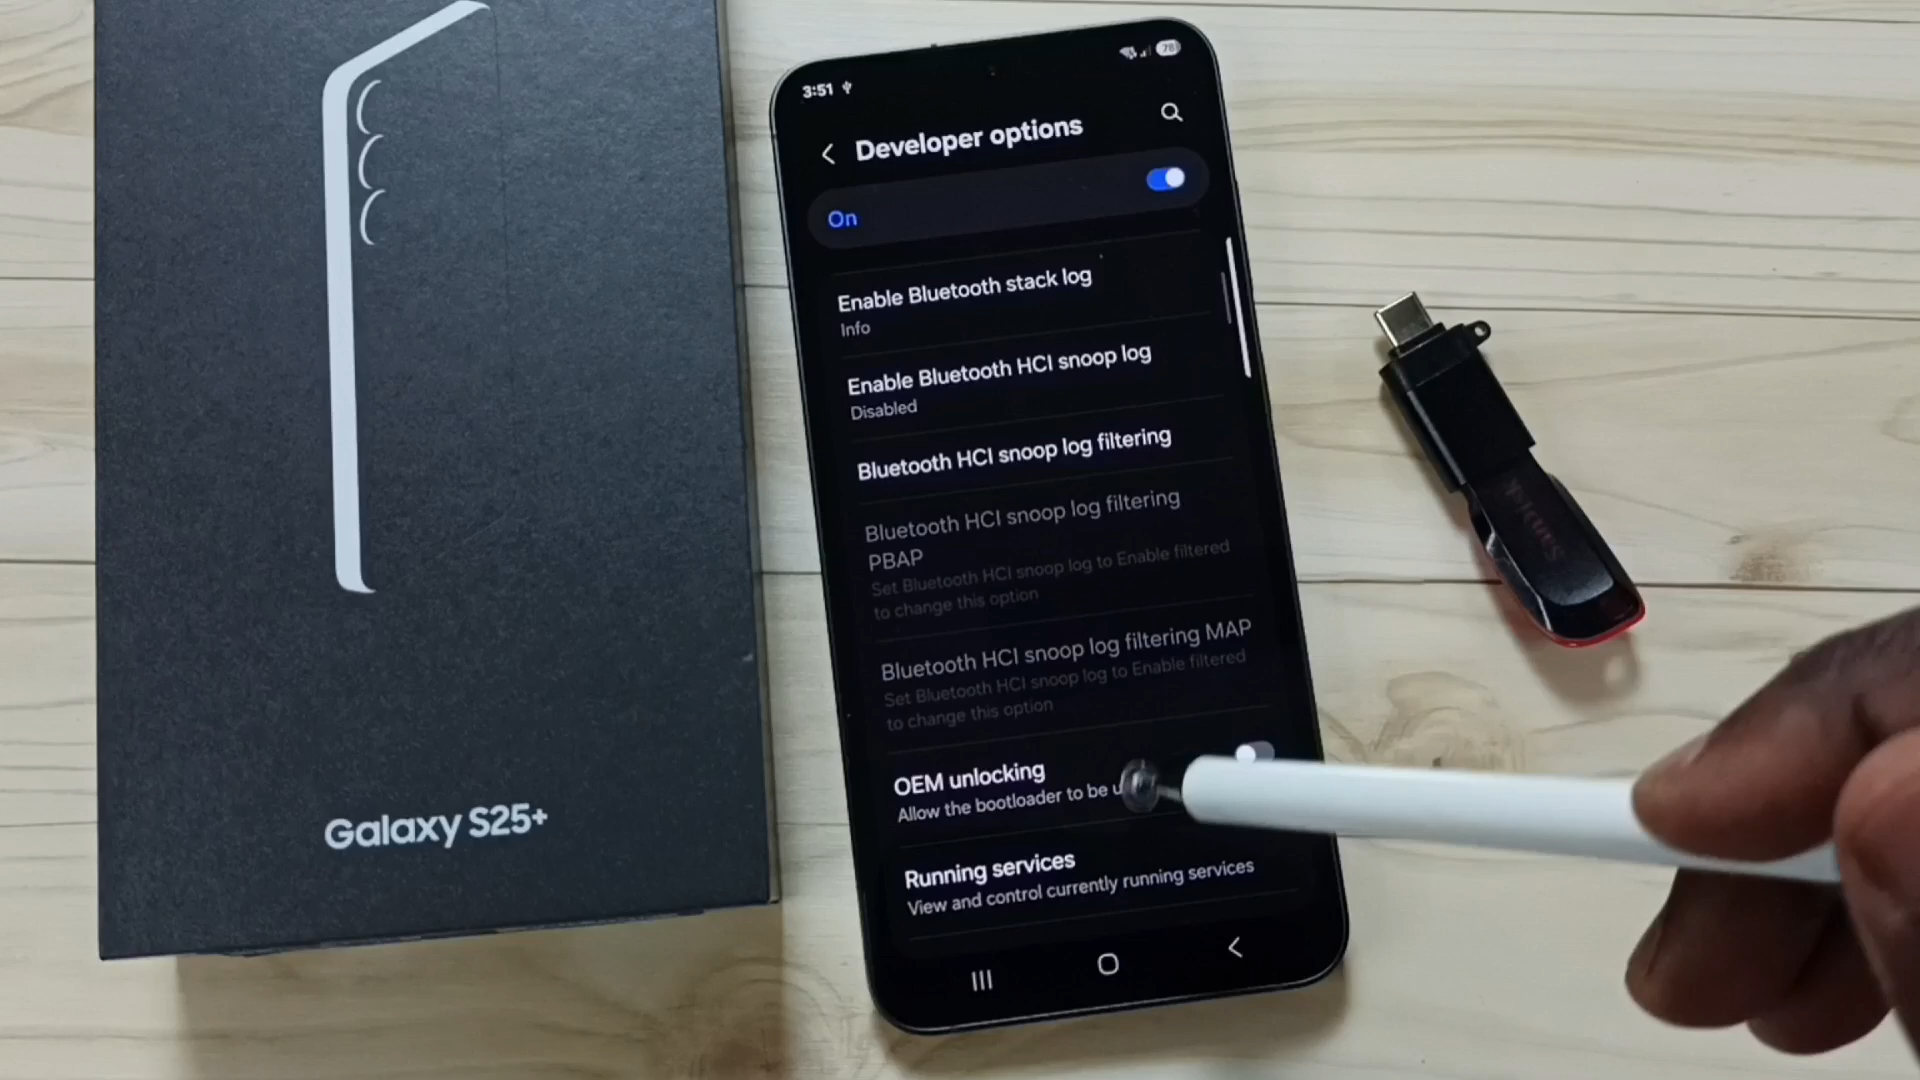 3:51
78
Developer options
On
Enable Bluetooth stack log
Info
Enable Bluetooth HCI snoop log
Disabled
Bluetooth HCI snoop log filtering
Bluetooth HCI snoop log filtering
PBAP
Set Bluetooth HCI snoop log to Enable filtered
to change this option
Bluetooth HCI snoop log filtering MAP
Set Bluetooth HCI snoop log to Enable filtered
to change this option
OEM unlocking
Allow the bootloader to be
Running services
View and control currently running services
Galaxy S25+
SanDisk